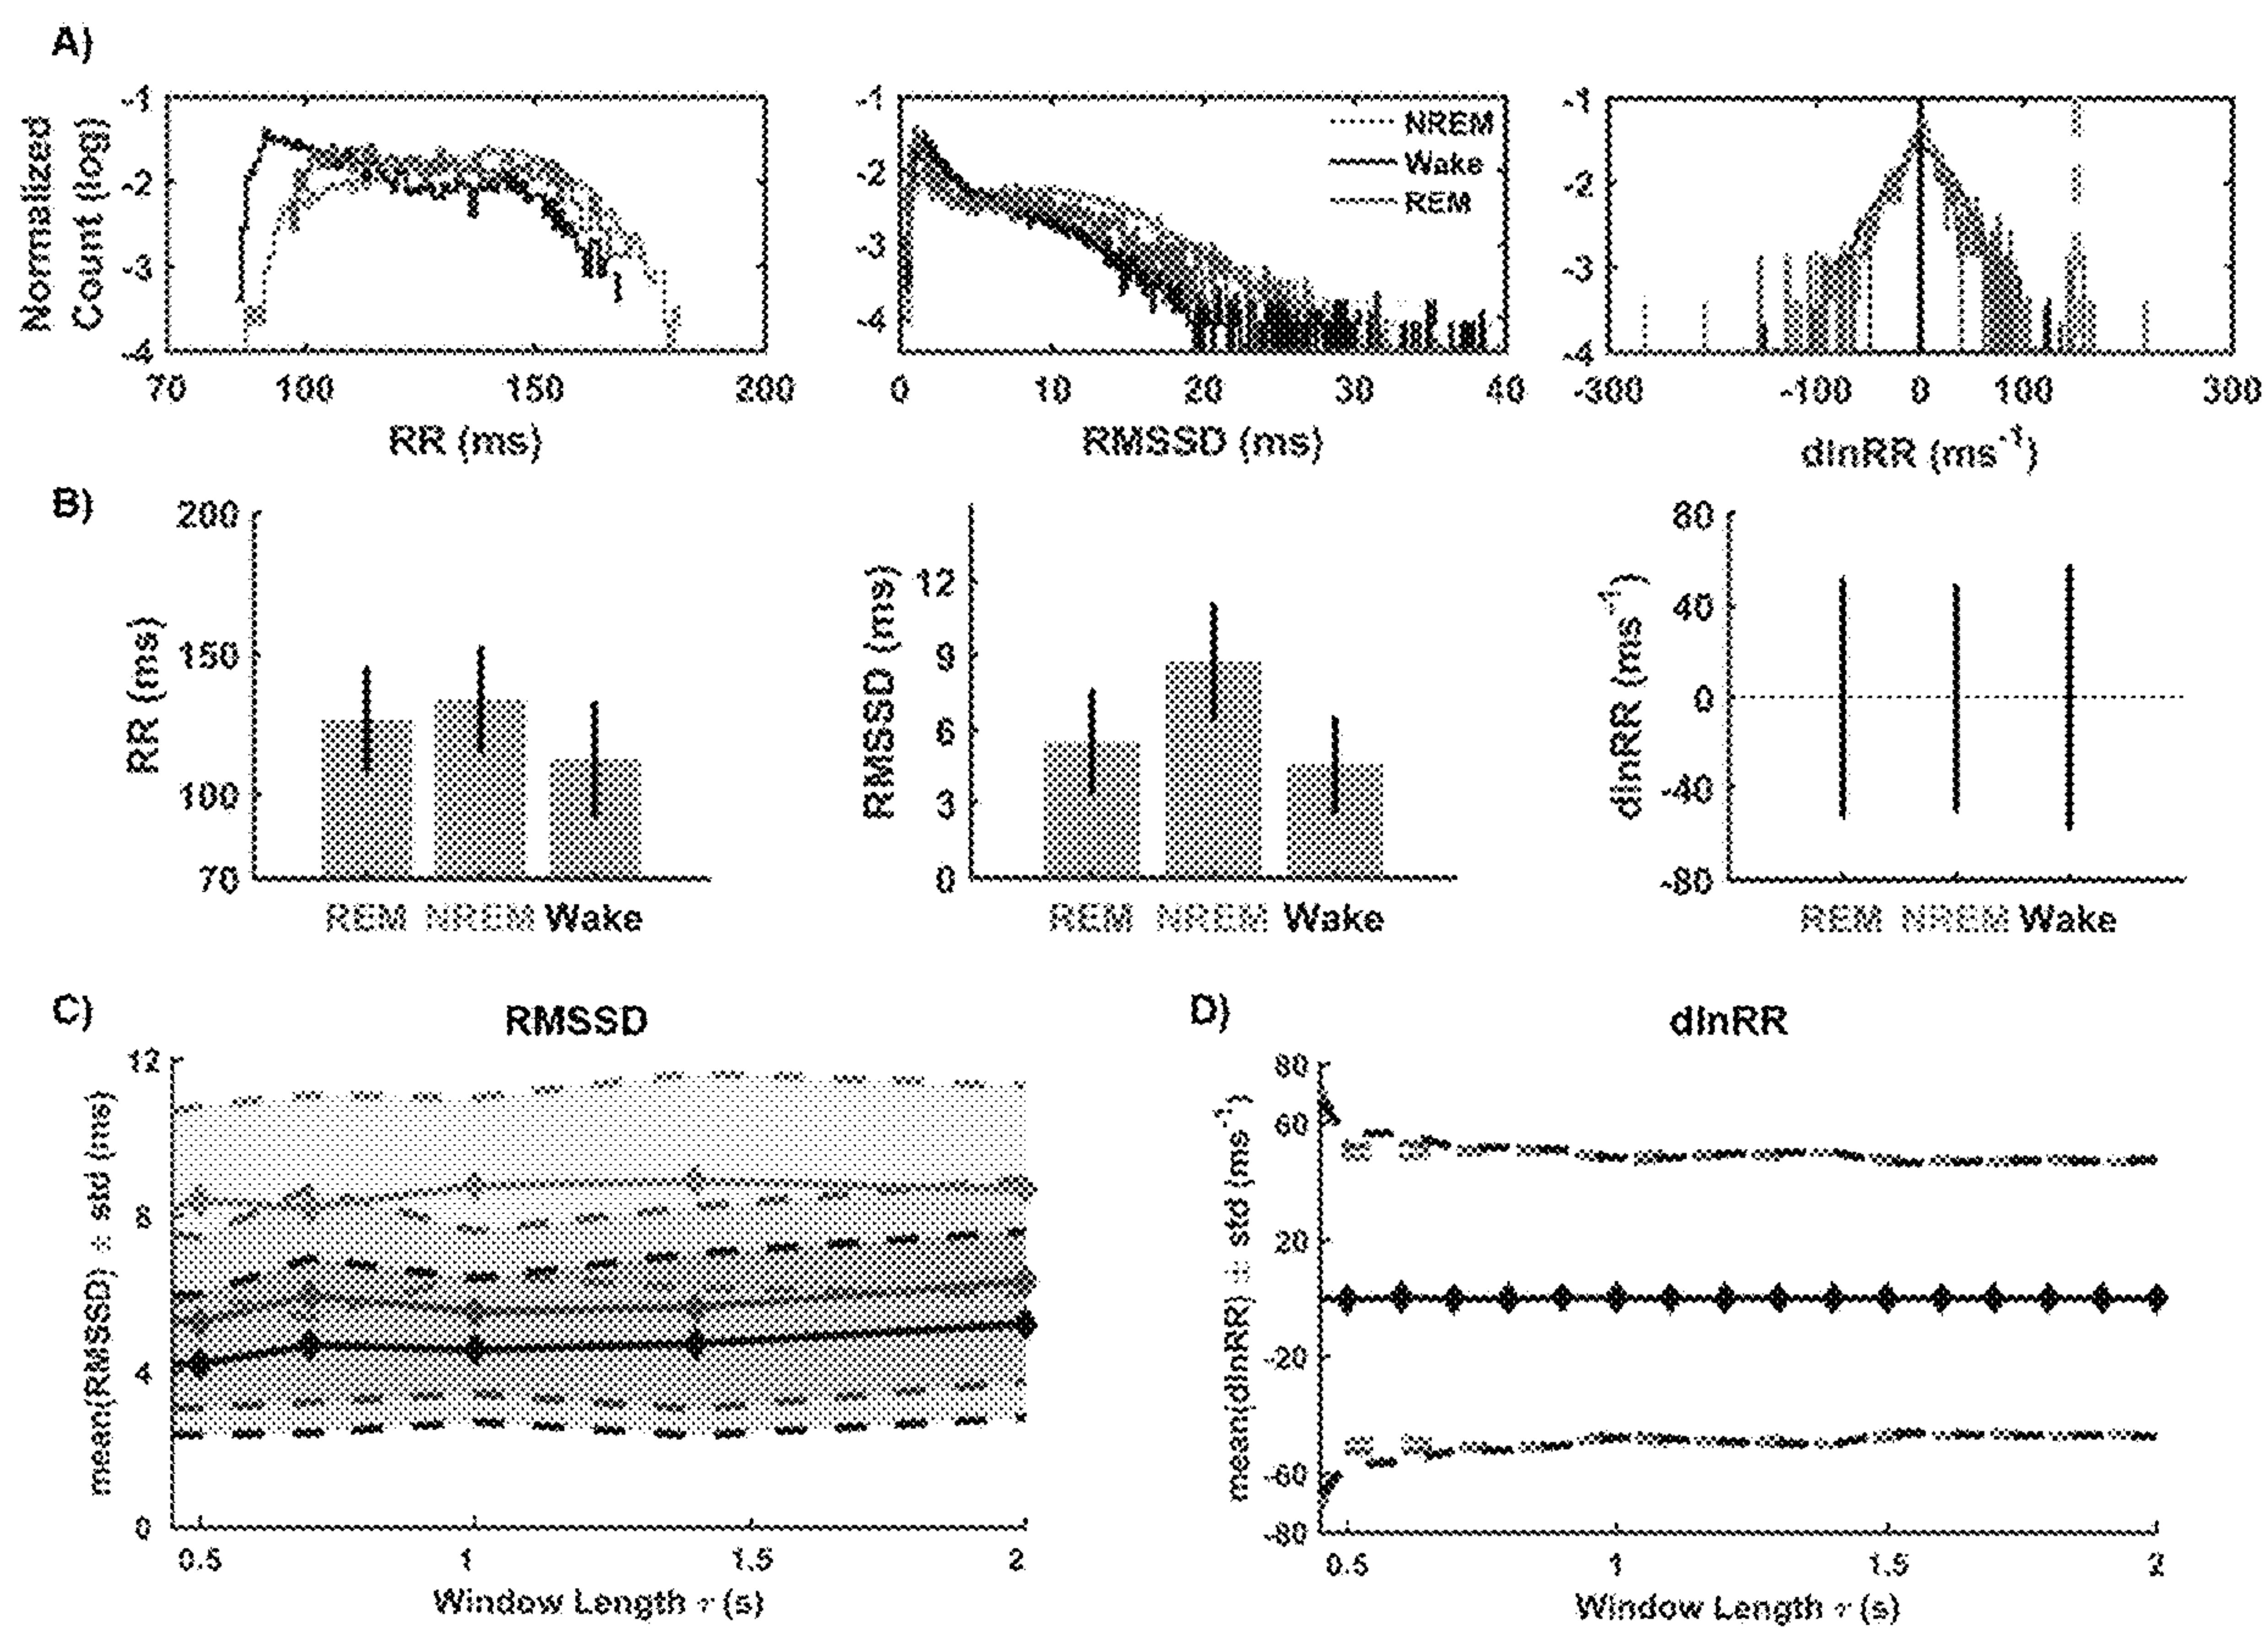 A)
Normalized
Count (log)
-1
-2
-3
-4
70 100 150 200
RR (ms)
-1
-2
-3
-4
NREM
Wake
REM
0 10 20 30 40
RMSSD (ms)
-1
-2
-3
-4
-300 -100 0 100 300
dlnRR (ms⁻¹)
B)
RR (ms)
200
150
100
70
REM NREM Wake
RMSSD (ms)
12
9
6
3
0
REM NREM Wake
dlnRR (ms⁻¹)
80
40
0
-40
-80
REM NREM Wake
C)
RMSSD
mean(RMSSD) ± std (ms)
12
8
4
0
0.5 1 1.5 2
Window Length τ (s)
D)
dlnRR
mean(dlnRR) ± std (ms⁻¹)
80
60
20
-20
-60
-80
0.5 1 1.5 2
Window Length τ (s)